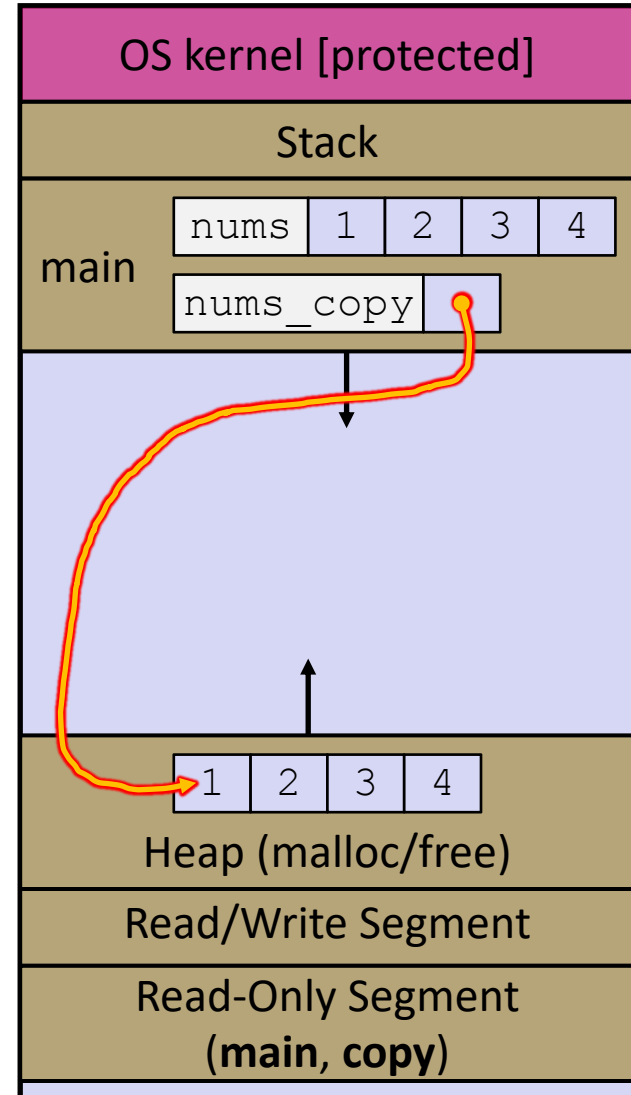 OS kernel [protected]
Stack
nums 1 2 3 4
main
nums_copy
1 2 3 4
Heap (malloc/free)
Read/Write Segment
Read-Only Segment
(main, copy)